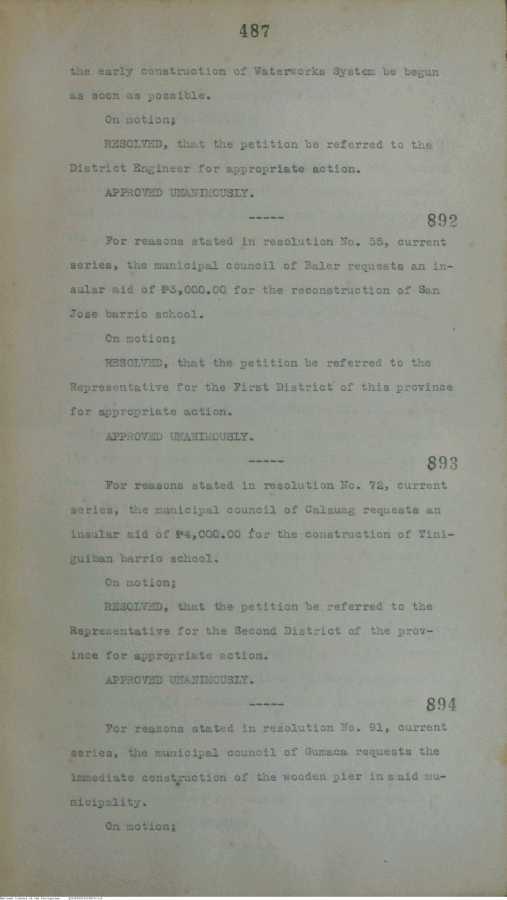 487
the early construction of Waterworks System be begun
as soon as possible.
On motion;
RESOLVED, that the petition be referred to the
District Engineer for appropriate action.
APPROVED UNANIMOUSLY.
-----
892
For reasons stated in resolution No. 55, current
series, the municipal council of Baler requests an in-
sular aid of ₱3,000.00 for the reconstruction of San
Jose barrio school.
On motion;
RESOLVED, that the petition be referred to the
Representative for the First District of this province
for appropriate action.
APPROVED UNANIMOUSLY.
-----
893
For reasons stated in resolution No. 72, current
series, the municipal council of Calauag requests an
insular aid of ₱4,000.00 for the construction of Tini-
guiban barrio school.
On motion;
RESOLVED, that the petition be referred to the
Representative for the Second District of the prov-
ince for appropriate action.
APPROVED UNANIMOUSLY.
-----
894
For reasons stated in resolution No. 91, current
series, the municipal council of Gumaca requests the
immediate construction of the wooden pier in said mu-
nicipality.
On motion;
National Library of the Philippines